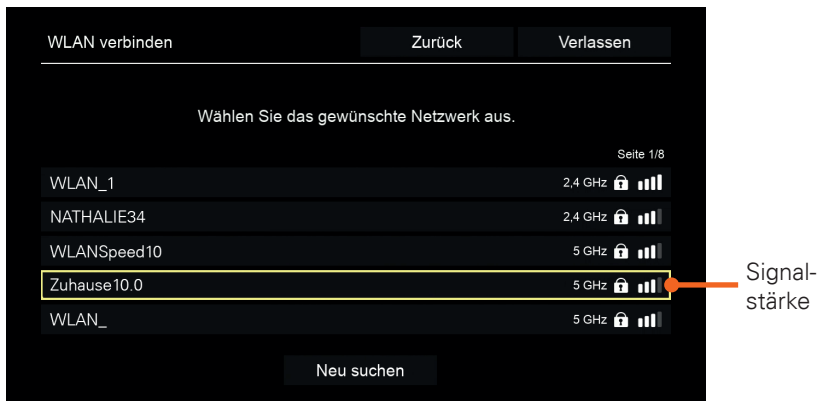 WLAN verbinden Zurück Verlassen
Wählen Sie das gewünschte Netzwerk aus.
Seite 1/8
WLAN_1 2,4 GHz
NATHALIE34 2,4 GHz
WLANSpeed10 5 GHz
Zuhause10.0 5 GHz
WLAN_ 5 GHz
Signal-
stärke
Neu suchen